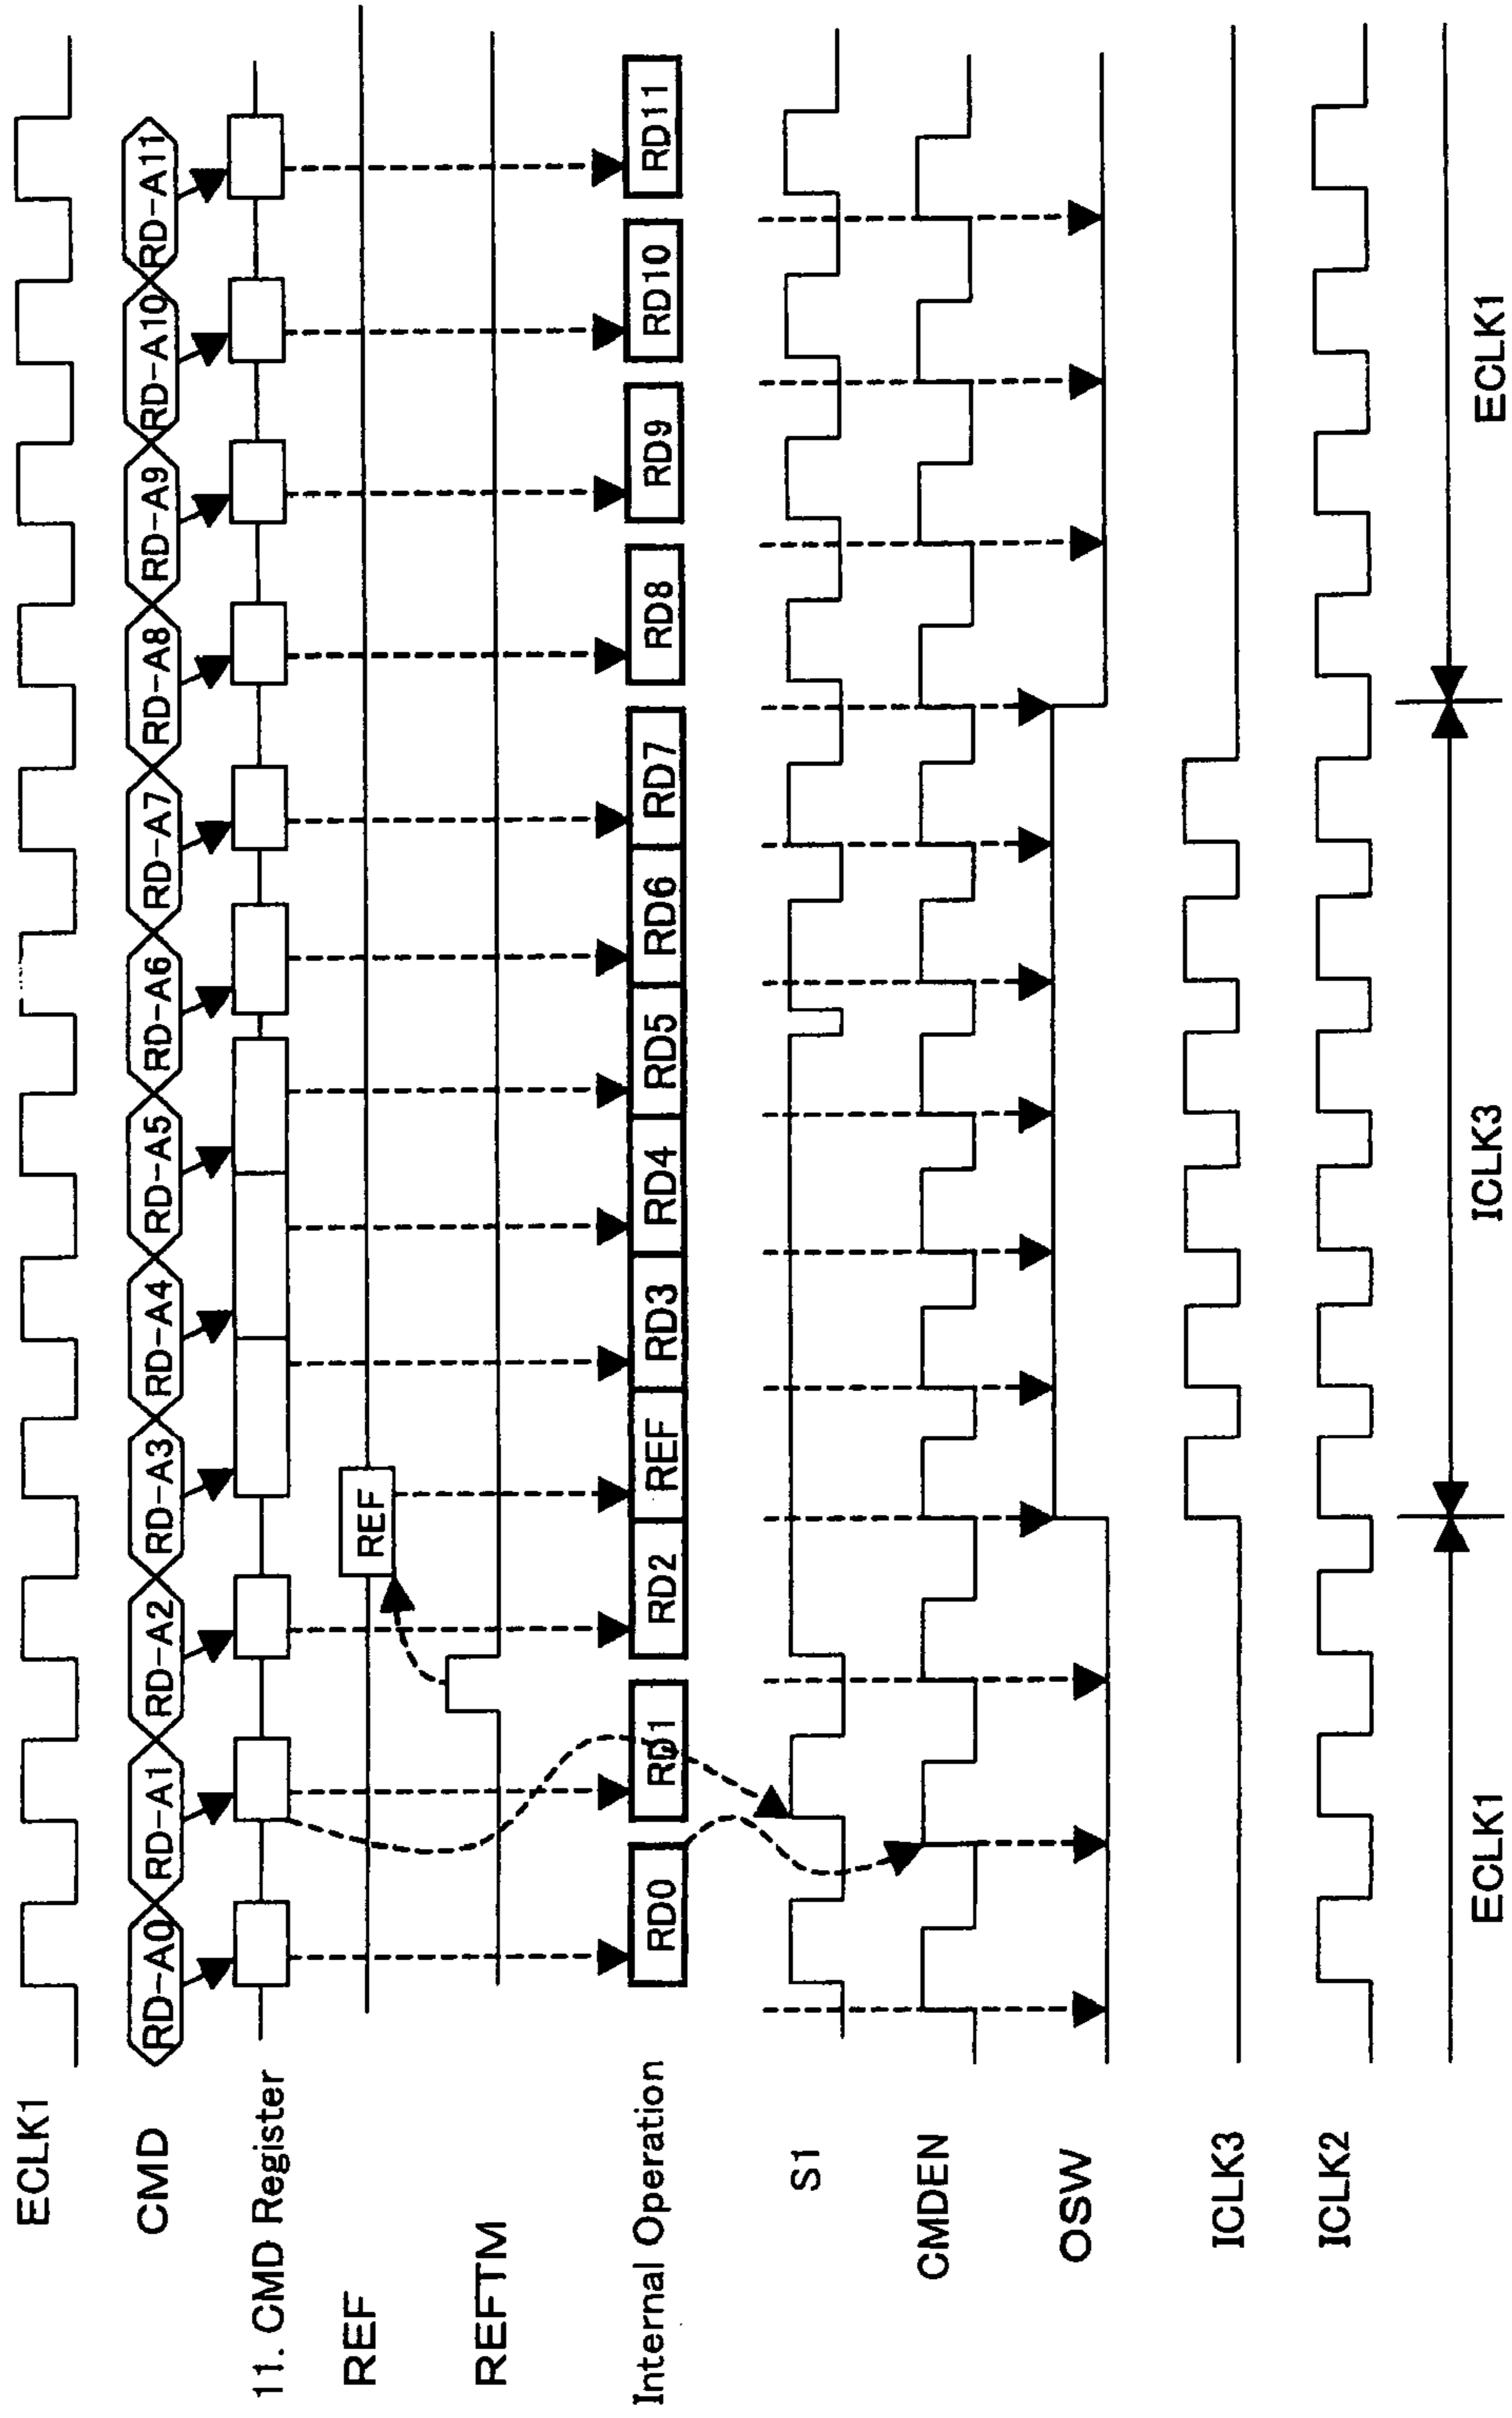 ECLK1
CMD RD-A0 RD-A1 RD-A2 RD-A3 RD-A4 RD-A5 RD-A6 RD-A7 RD-A8 RD-A9 RD-A10 RD-A11
11. CMD Register
REF REF
REFTM
Internal Operation RD0 RD1 RD2 REF RD3 RD4 RD5 RD6 RD7 RD8 RD9 RD10 RD11
S1
CMDEN
OSW
ICLK3
ICLK2
ECLK1 ICLK3 ECLK1